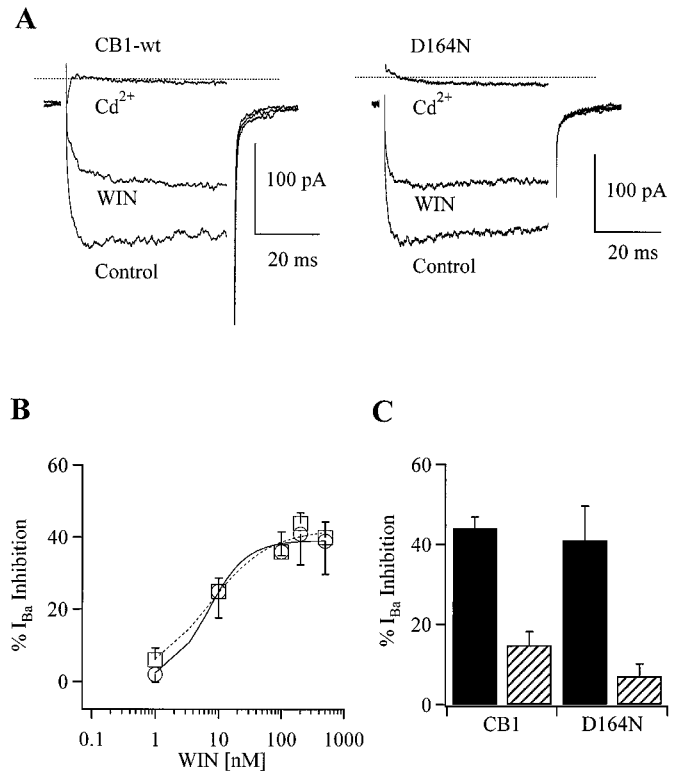 A
CB1-wt
D164N
Cd2+
Cd2+
WIN
100 pA
WIN
100 pA
20 ms
20 ms
Control
Control
B
C
60
40
20
0
% IBa Inhibition
0.1
1
10
100
1000
WIN [nM]
60
40
20
0
% IBa Inhibition
CB1
D164N